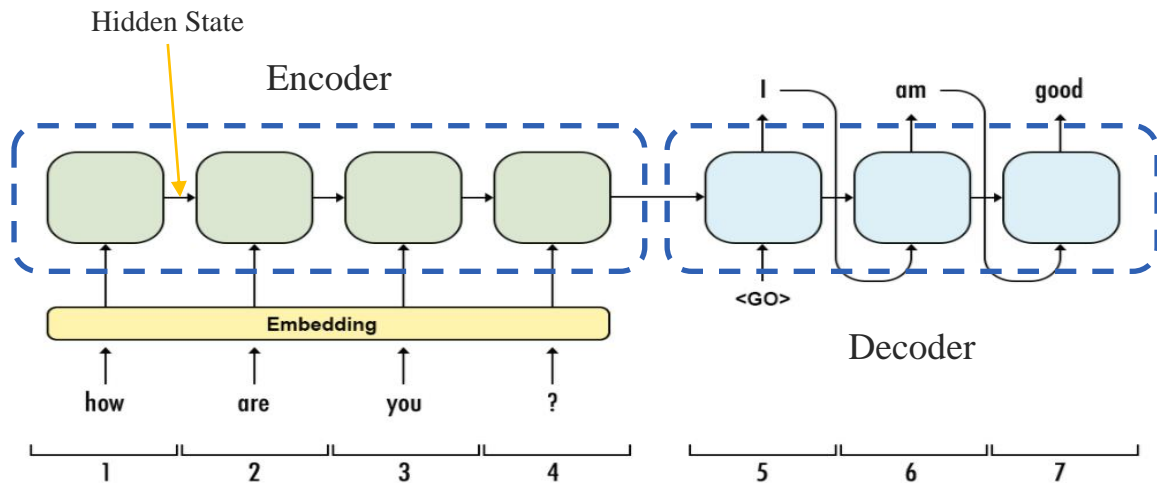 Hidden State
Encoder
I am good
<GO>
Embedding
Decoder
how are you ?
1 2 3 4 5 6 7